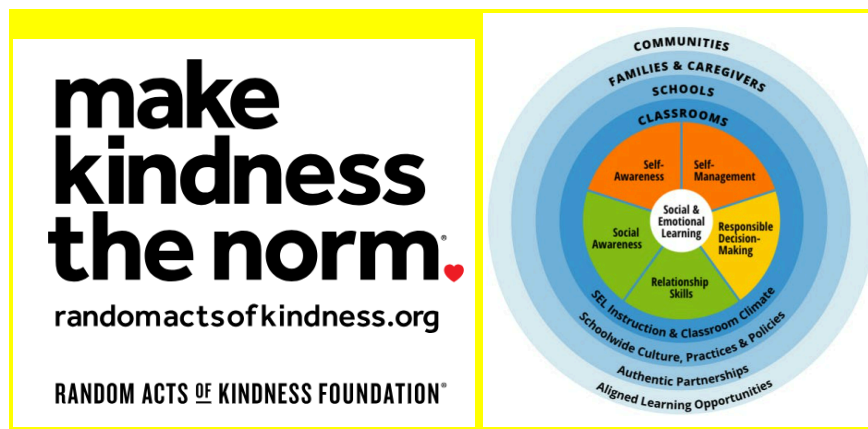 make
kindness
the norm.®
randomactsofkindness.org
RANDOM ACTS OF KINDNESS FOUNDATION®
COMMUNITIES
FAMILIES & CAREGIVERS
SCHOOLS
CLASSROOMS
Self-
Awareness
Self-
Management
Social &
Emotional
Learning
Social
Awareness
Responsible
Decision-
Making
Relationship
Skills
SEL Instruction & Classroom Climate
Schoolwide Culture, Practices & Policies
Authentic Partnerships
Aligned Learning Opportunities